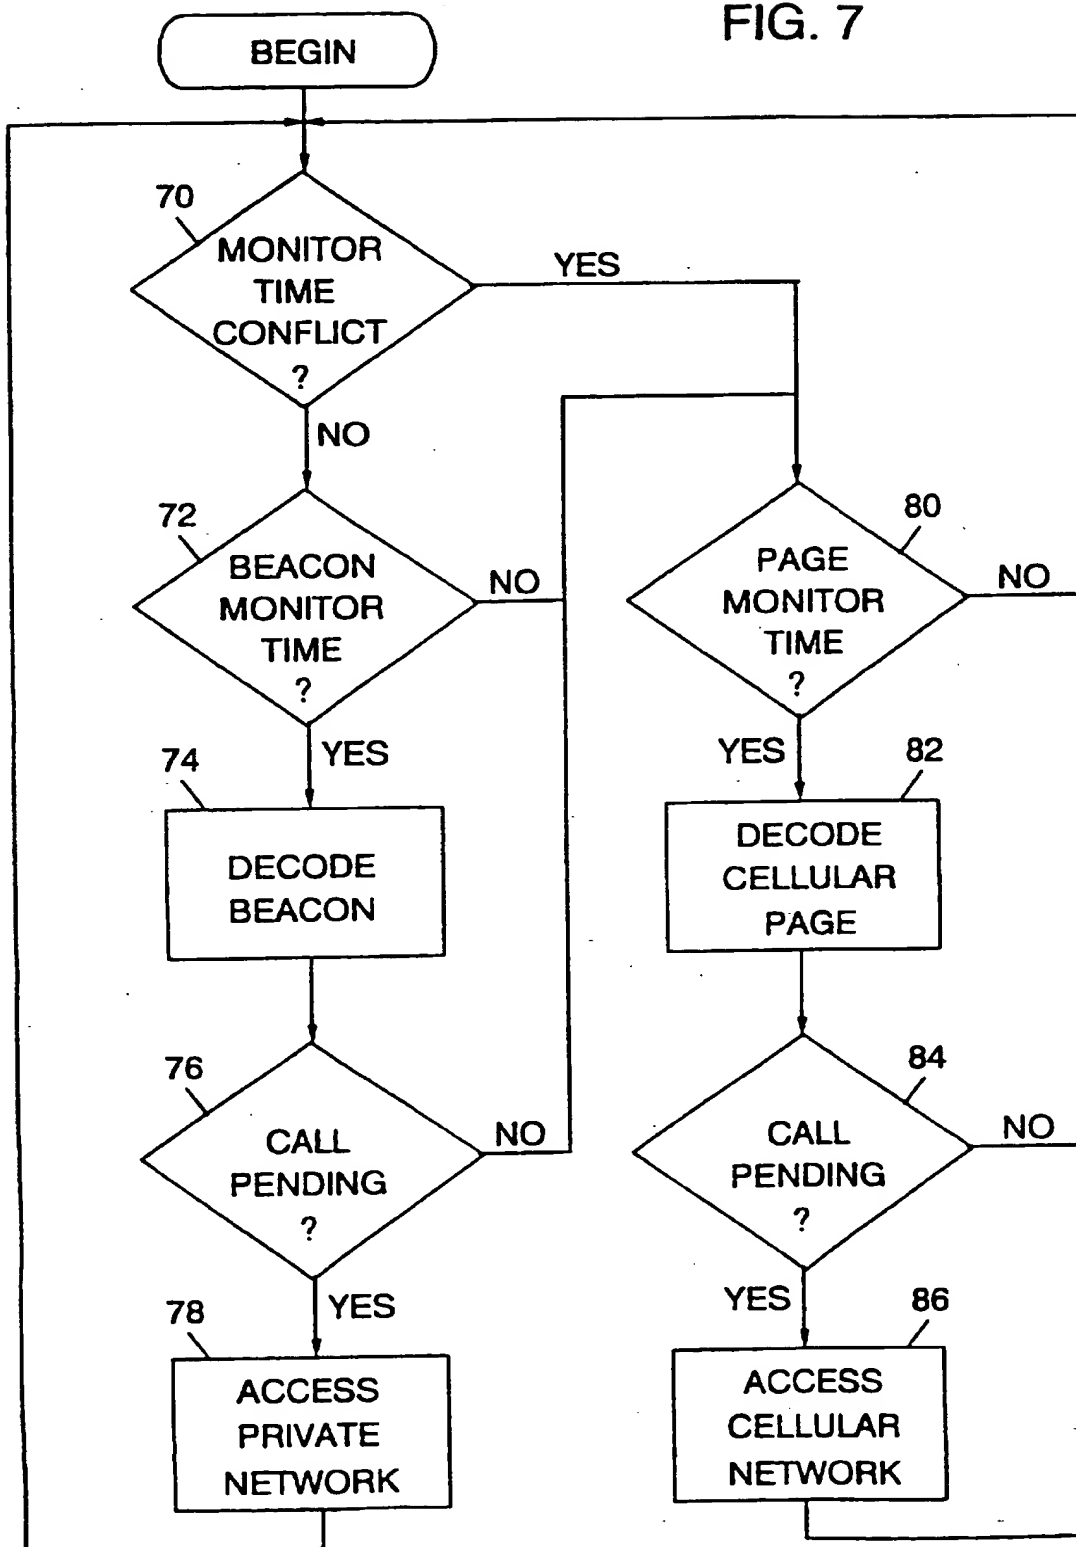 FIG. 7
BEGIN
70
MONITOR
TIME
CONFLICT
?
YES
NO
72
BEACON
MONITOR
TIME
?
NO
YES
80
PAGE
MONITOR
TIME
?
NO
YES
74
DECODE
BEACON
82
DECODE
CELLULAR
PAGE
76
CALL
PENDING
?
NO
YES
84
CALL
PENDING
?
NO
YES
78
ACCESS
PRIVATE
NETWORK
86
ACCESS
CELLULAR
NETWORK